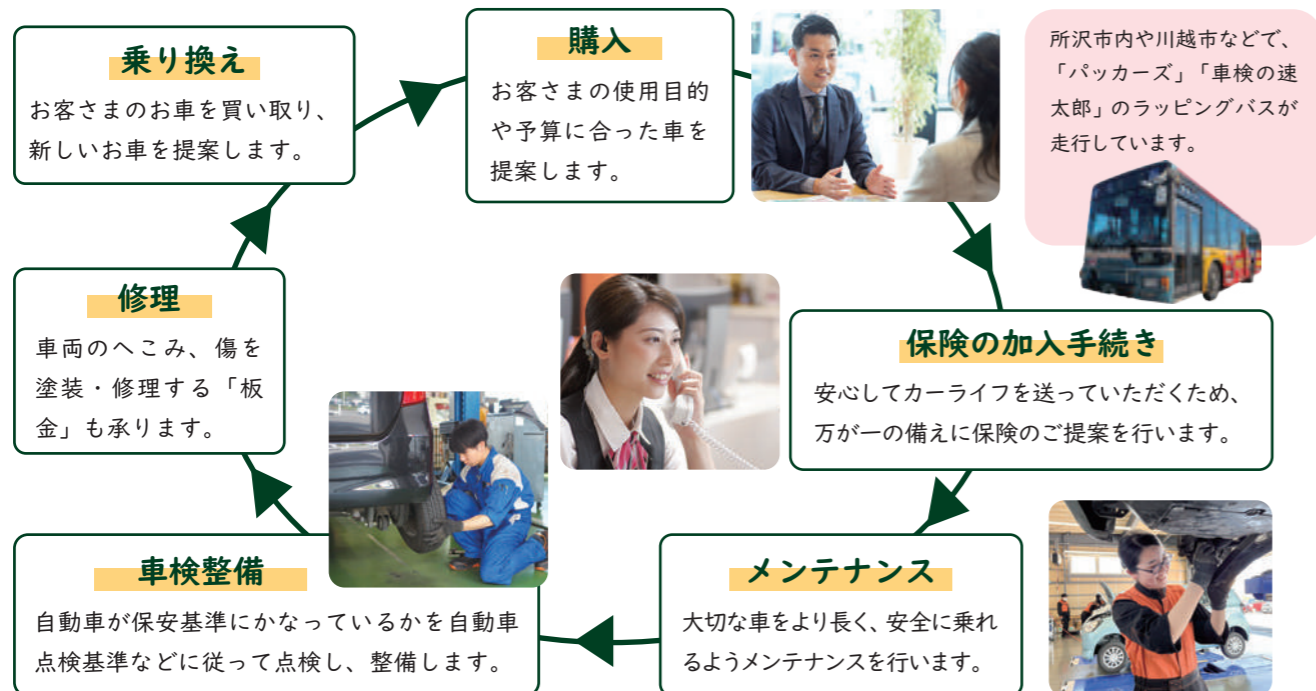 乗り換え
お客さまのお車を買い取り、
新しいお車を提案します。
購入
お客さまの使用目的
や予算に合った車を
提案します。
所沢市内や川越市などで、
「パッカーズ」「車検の速
太郎」のラッピングバスが
走行しています。
保険の加入手続き
安心してカーライフを送っていただくため、
万が一の備えに保険のご提案を行います。
メンテナンス
大切な車をより長く、安全に乗れ
るようメンテナンスを行います。
車検整備
自動車が保安基準にかなっているかを自動車
点検基準などに従って点検し、整備します。
修理
車両のへこみ、傷を
塗装・修理する「板
金」も承ります。